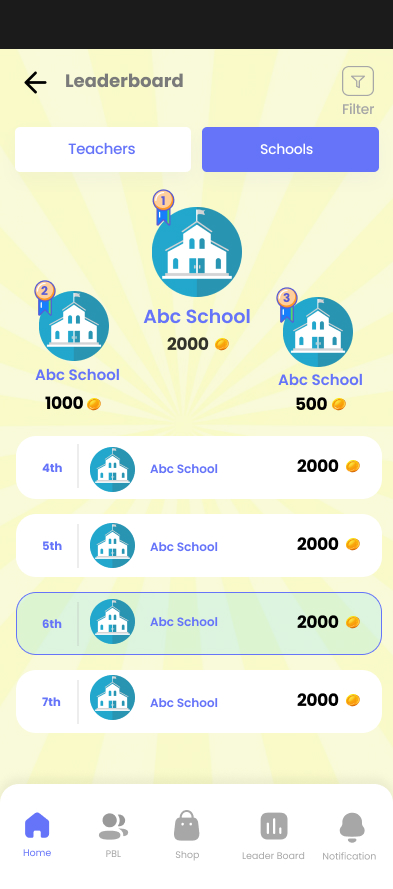 Leaderboard
Filter
Teachers
Schools
1
Abc School
2000
2
Abc School
1000
3
Abc School
500
4th Abc School 2000
5th Abc School 2000
6th Abc School 2000
7th Abc School 2000
Home PBL Shop Leader Board Notification